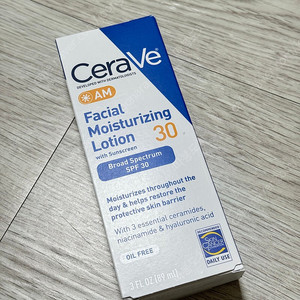 CeraVe
DEVELOPED WITH DERMATOLOGISTS
AM
Facial
Moisturizing
Lotion 30
with Sunscreen
Broad Spectrum
SPF 30
Moisturizes throughout the
day & helps restore the
protective skin barrier
With 3 essential ceramides,
niacinamide & hyaluronic acid
OIL FREE
DAILY USE
3 FL OZ (89 mL)